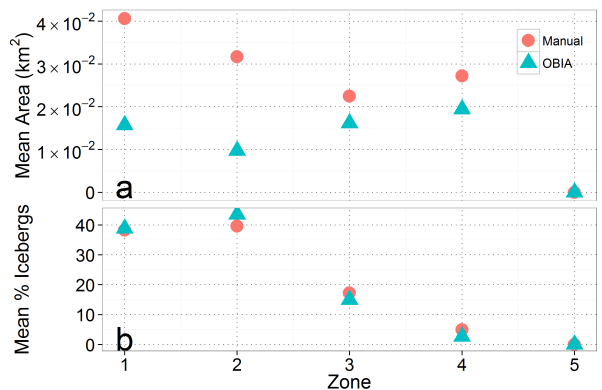 Mean Area (km²)
4 × 10⁻²
3 × 10⁻²
2 × 10⁻²
1 × 10⁻²
0
a
Manual
OBIA
Mean % Icebergs
40
30
20
10
0
b
1 2 3 4 5
Zone